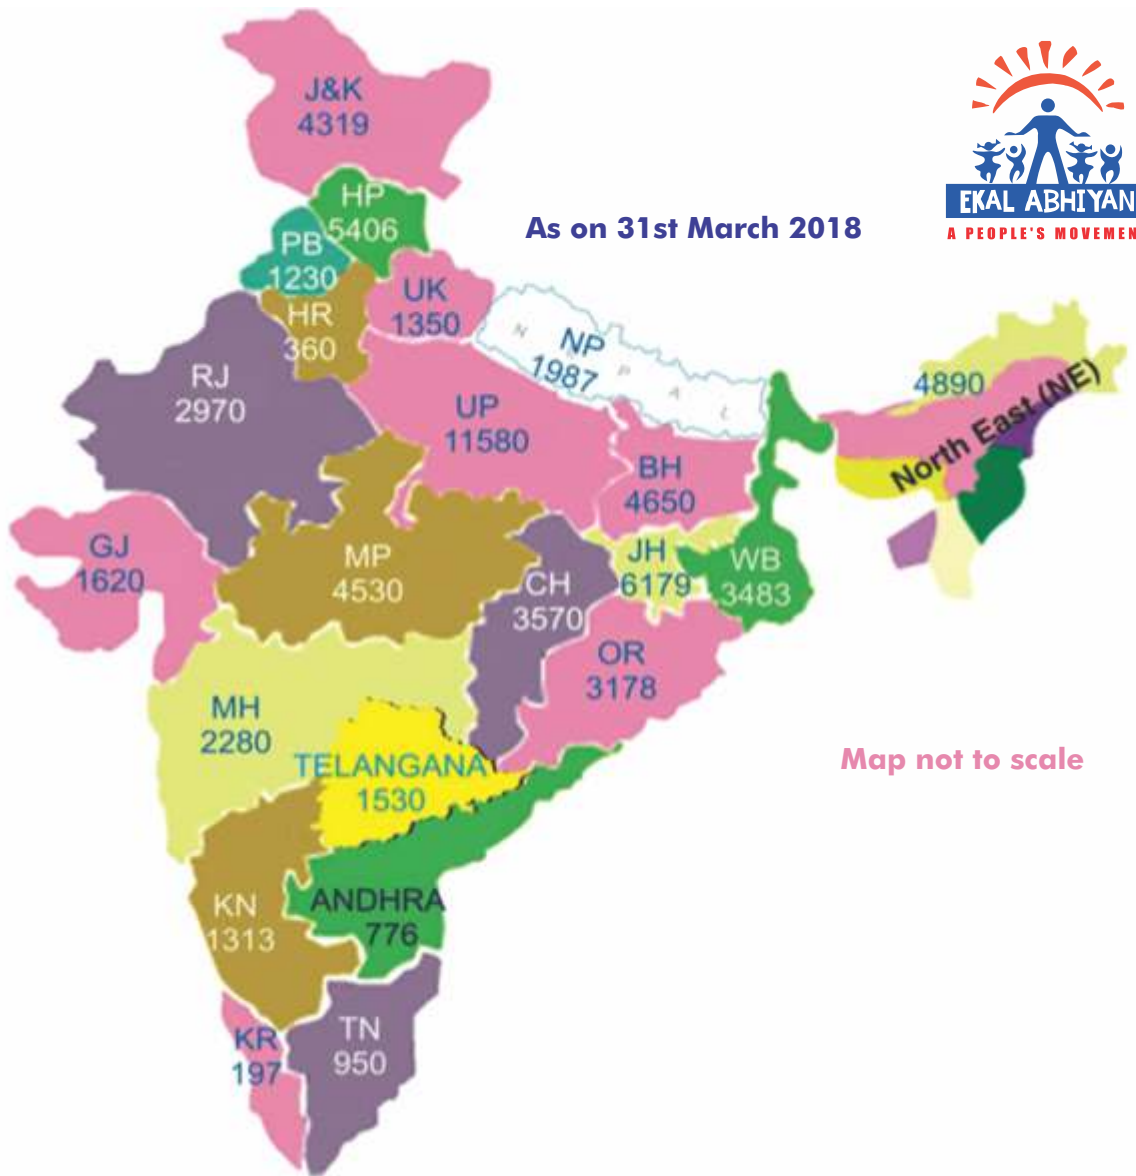 J&K
4319
HP
5406
As on 31st March 2018
EKAL ABHIYAN
A PEOPLE'S MOVEMEN
PB
1230
UK
1350
HR
360
NP
1987
N P A L
RJ
2970
UP
11580
4890
North East (NE)
BH
4650
GJ
1620
MP
4530
CH
3570
JH
6179
WB
3483
OR
3178
MH
2280
TELANGANA
1530
Map not to scale
KN
1313
ANDHRA
776
KR
197
TN
950